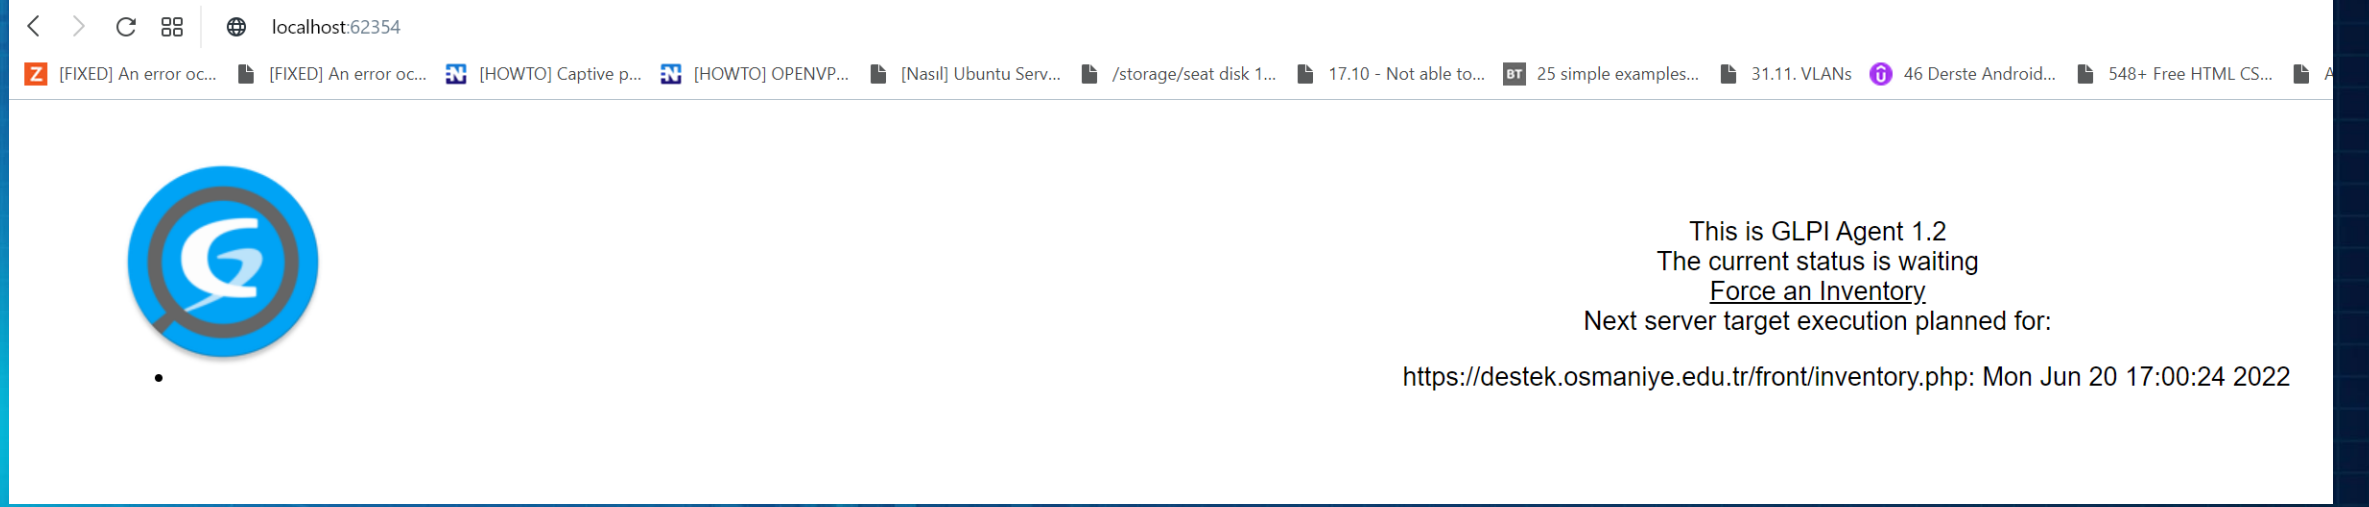 localhost:62354
[FIXED] An error oc... [FIXED] An error oc... [HOWTO] Captive p... [HOWTO] OPENVP... [Nasıl] Ubuntu Serv... /storage/seat disk 1... 17.10 - Not able to... BT 25 simple examples... 31.11. VLANs 46 Derste Android... 548+ Free HTML CS... A
This is GLPI Agent 1.2
The current status is waiting
Force an Inventory
Next server target execution planned for:
• https://destek.osmaniye.edu.tr/front/inventory.php: Mon Jun 20 17:00:24 2022